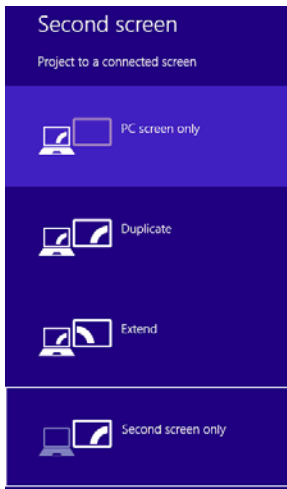 Second screen
Project to a connected screen
PC screen only
Duplicate
Extend
Second screen only